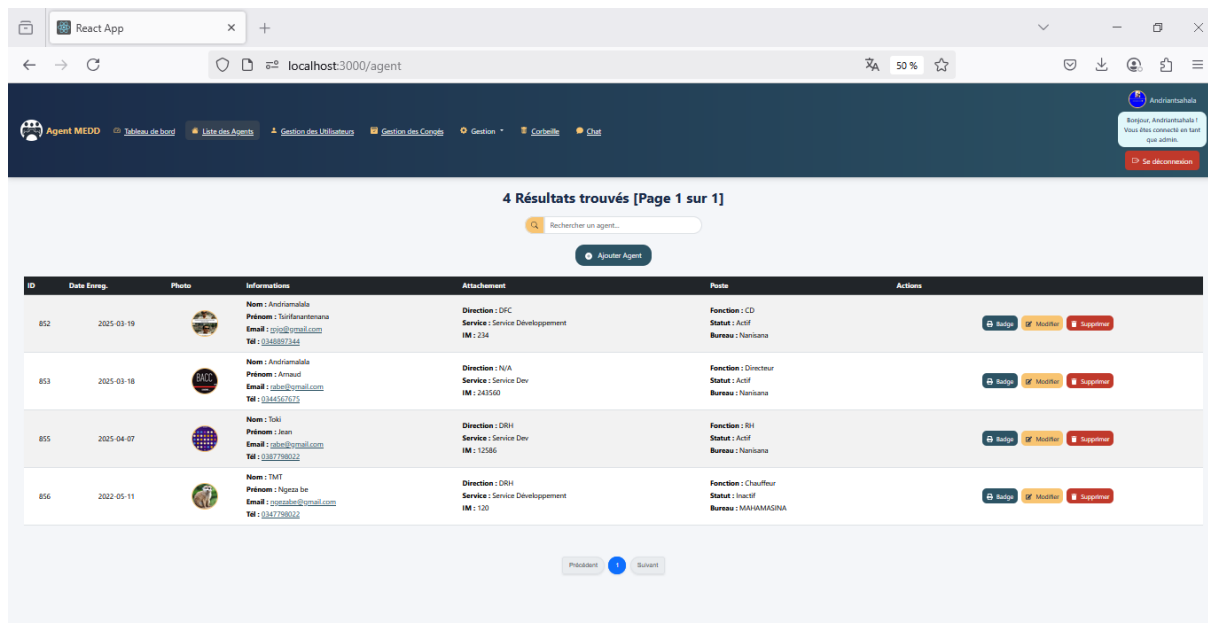 React App
localhost:3000/agent
50 %
Andriantsahala
Bonjour, Andriantsahala !
Vous êtes connecté en tant
que admin.
Se déconnexion
Agent MEDD Tableau de bord Liste des Agents Gestion des Utilisateurs Gestion des Congés Gestion Corbeille Chat
4 Résultats trouvés [Page 1 sur 1]
Rechercher un agent...
Ajouter Agent
ID Date Enreg. Photo Informations Attachement Poste Actions
852 2025-03-19
Nom : Andriamalala
Prénom : Tsirifanantenana
Email : rojo@gmail.com
Tél : 0348897344
Direction : DFC
Service : Service Développement
IM : 234
Fonction : CD
Statut : Actif
Bureau : Nanisana
Badge Modifier Supprimer
853 2025-03-18
BACC
Nom : Andriamalala
Prénom : Arnaud
Email : rabe@gmail.com
Tél : 0344567675
Direction : N/A
Service : Service Dev
IM : 243560
Fonction : Directeur
Statut : Actif
Bureau : Nanisana
Badge Modifier Supprimer
855 2025-04-07
Nom : Toki
Prénom : Jean
Email : rabe@gmail.com
Tél : 0387798022
Direction : DRH
Service : Service Dev
IM : 12586
Fonction : RH
Statut : Actif
Bureau : Nanisana
Badge Modifier Supprimer
856 2022-05-11
Nom : TMT
Prénom : Ngeza be
Email : ngezabe@gmail.com
Tél : 0347798022
Direction : DRH
Service : Service Développement
IM : 120
Fonction : Chauffeur
Statut : Inactif
Bureau : MAHAMASINA
Badge Modifier Supprimer
Précédent 1 Suivant